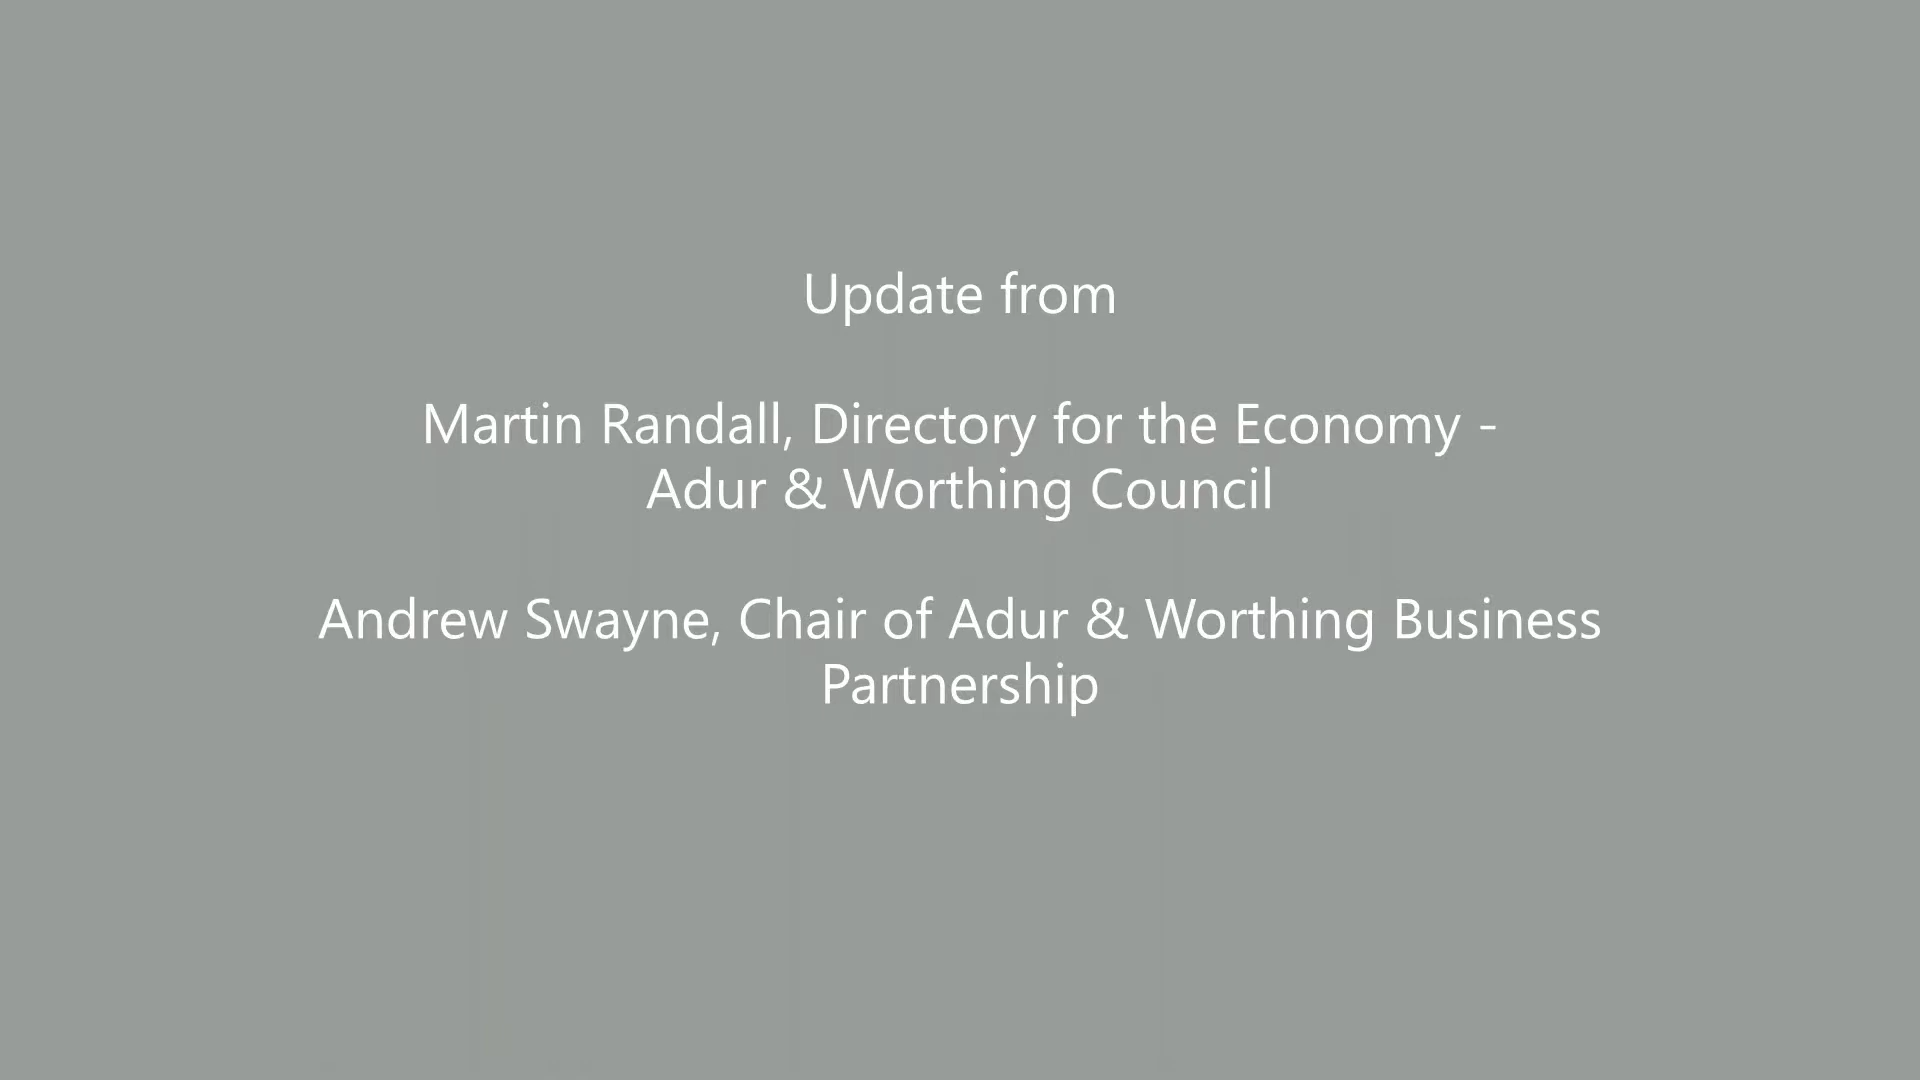 Update from
Martin Randall, Directory for the Economy -
Adur & Worthing Council
Andrew Swayne, Chair of Adur & Worthing Business
Partnership